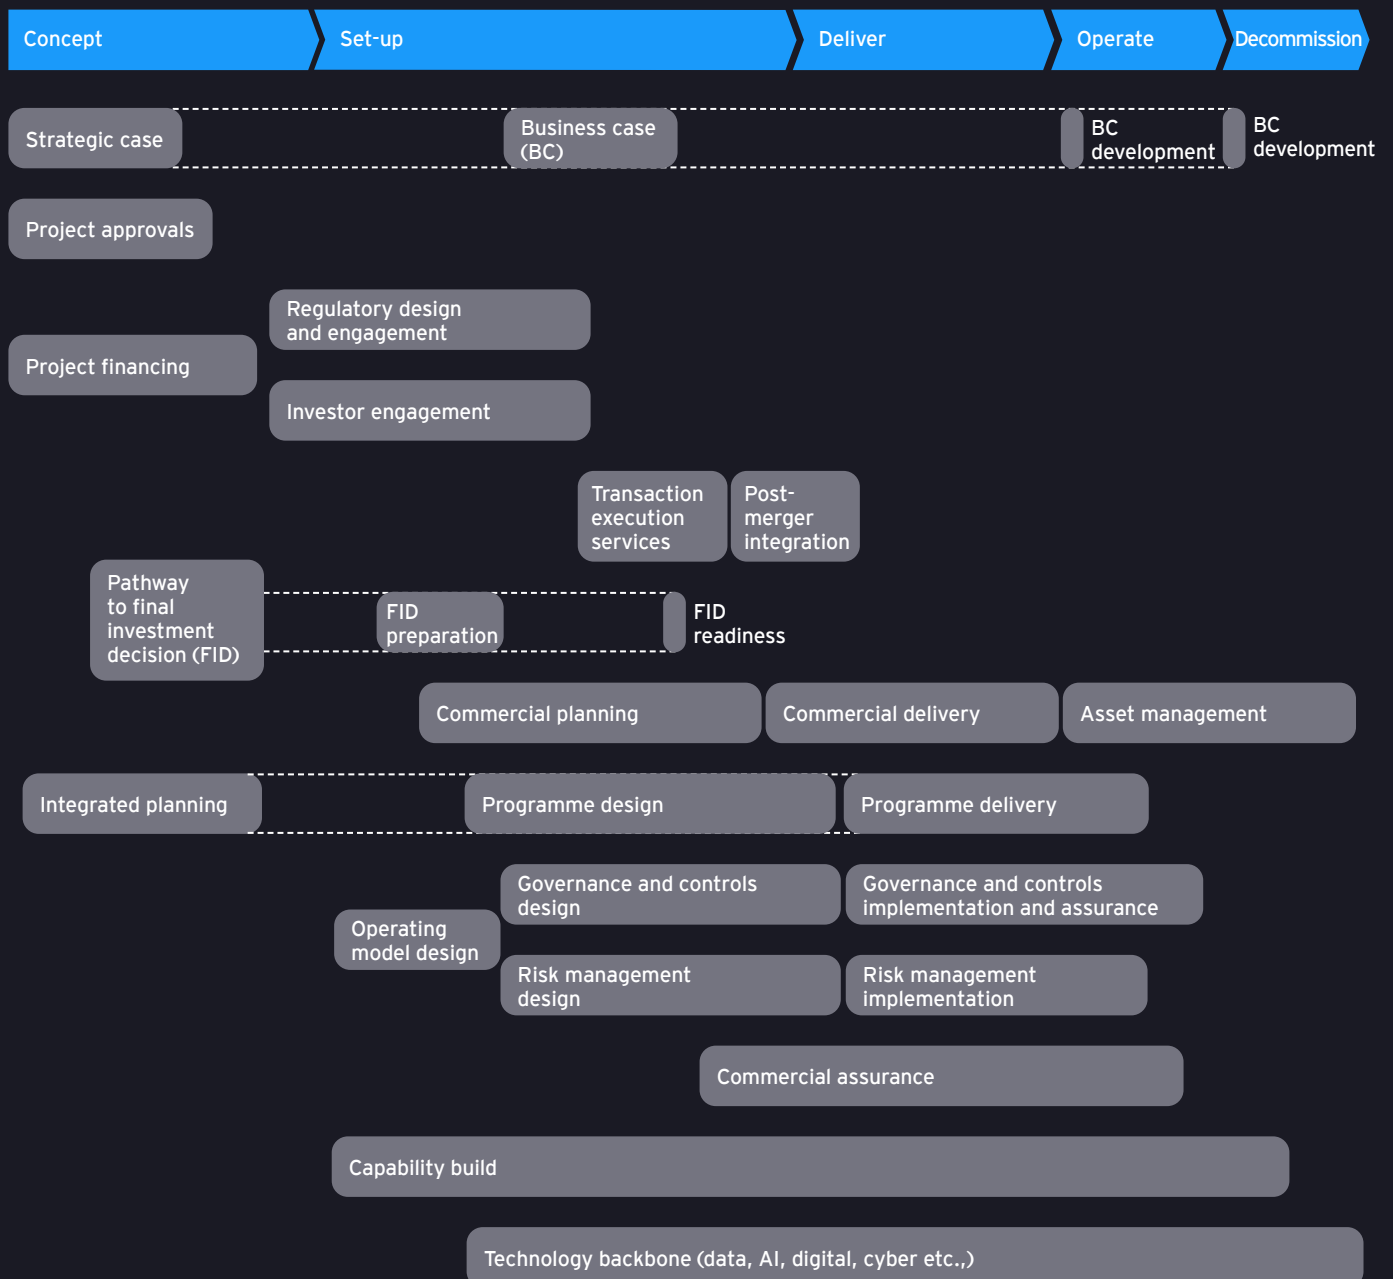 Concept
Set-up
Deliver
Operate
Decommission
Strategic case
Business case
(BC)
BC
development
BC
development
Project approvals
Regulatory design
and engagement
Project financing
Investor engagement
Transaction
execution
services
Post-
merger
integration
Pathway
to final
investment
decision (FID)
FID
preparation
FID
readiness
Commercial planning
Commercial delivery
Asset management
Integrated planning
Programme design
Programme delivery
Governance and controls
design
Governance and controls
implementation and assurance
Operating
model design
Risk management
design
Risk management
implementation
Commercial assurance
Capability build
Technology backbone (data, AI, digital, cyber etc.,)